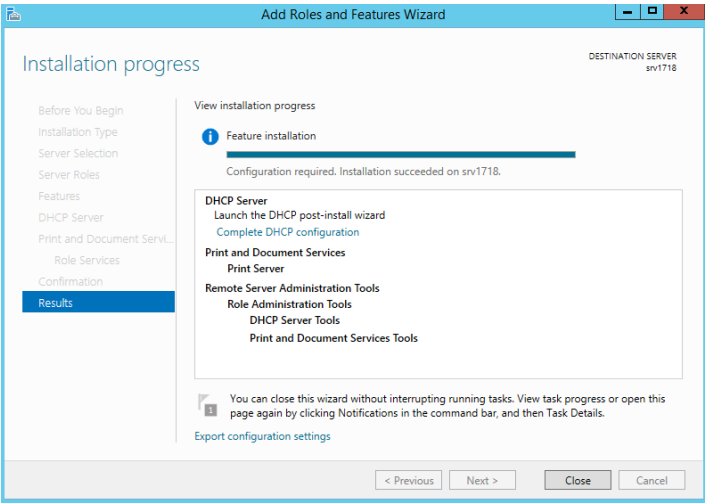 Add Roles and Features Wizard
Installation progress
DESTINATION SERVER
srv1718
Before You Begin
Installation Type
Server Selection
Server Roles
Features
DHCP Server
Print and Document Servi...
Role Services
Confirmation
Results
View installation progress
Feature installation
Configuration required. Installation succeeded on srv1718.
DHCP Server
Launch the DHCP post-install wizard
Complete DHCP configuration
Print and Document Services
Print Server
Remote Server Administration Tools
Role Administration Tools
DHCP Server Tools
Print and Document Services Tools
1
You can close this wizard without interrupting running tasks. View task progress or open this
page again by clicking Notifications in the command bar, and then Task Details.
Export configuration settings
< Previous
Next >
Close
Cancel